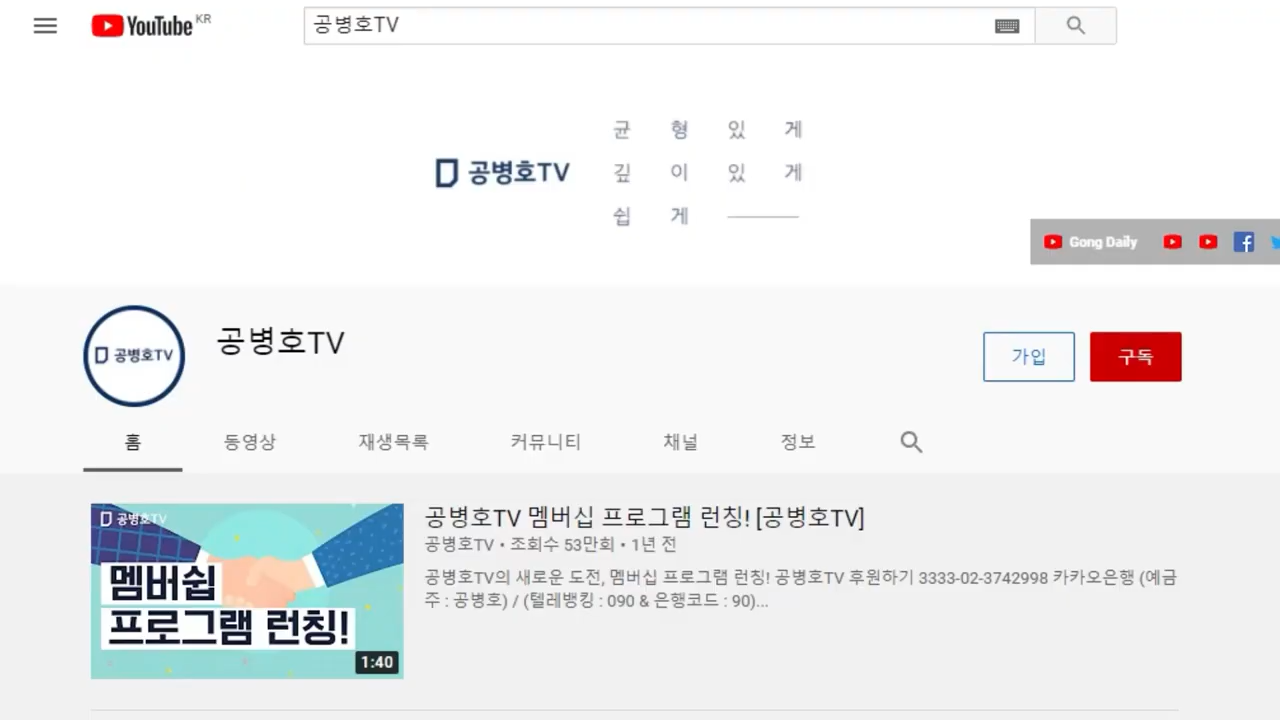 YouTube KR
공병호TV
균 형 있 게
공병호TV
깊 이 있 게
쉽 게
Gong Daily
공병호TV
공병호TV
가입
구독
홈 동영상 재생목록 커뮤니티 채널 정보
공병호TV
멤버쉽
프로그램 런칭!
1:40
공병호TV 멤버십 프로그램 런칭! [공병호TV]
공병호TV • 조회수 53만회 • 1년 전
공병호TV의 새로운 도전, 멤버십 프로그램 런칭! 공병호TV 후원하기 3333-02-3742998 카카오은행 (예금
주 : 공병호) / (텔레뱅킹 : 090 & 은행코드 : 90)...